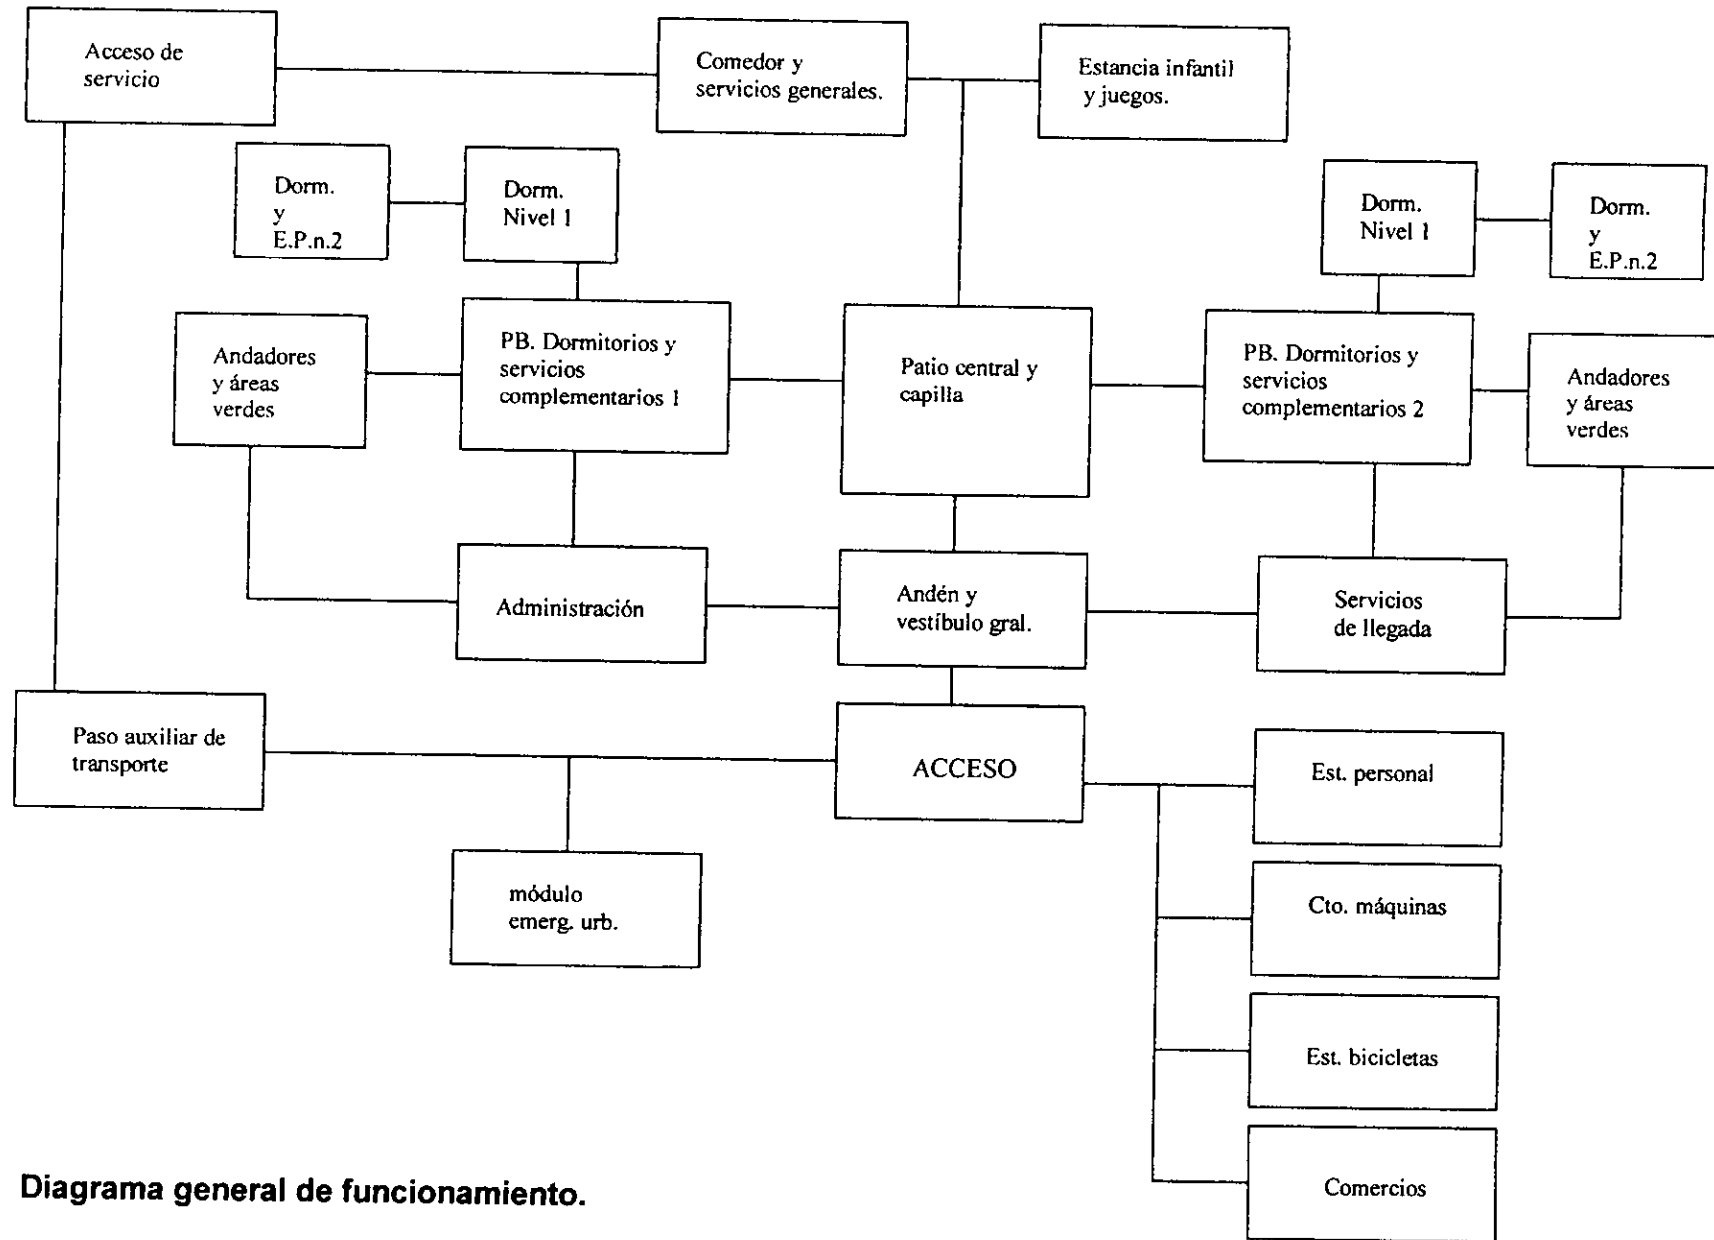 Acceso de
servicio
Comedor y
servicios generales.
Estancia infantil
y juegos.
Dorm.
y
E.P.n.2
Dorm.
Nivel 1
Dorm.
Nivel 1
Dorm.
y
E.P.n.2
Andadores
y áreas
verdes
PB. Dormitorios y
servicios
complementarios 1
Patio central y
capilla
PB. Dormitorios y
servicios
complementarios 2
Andadores
y áreas
verdes
Administración
Andén y
vestíbulo gral.
Servicios
de llegada
Paso auxiliar de
transporte
ACCESO
Est. personal
módulo
emerg. urb.
Cto. máquinas
Est. bicicletas
Comercios
Diagrama general de funcionamiento.